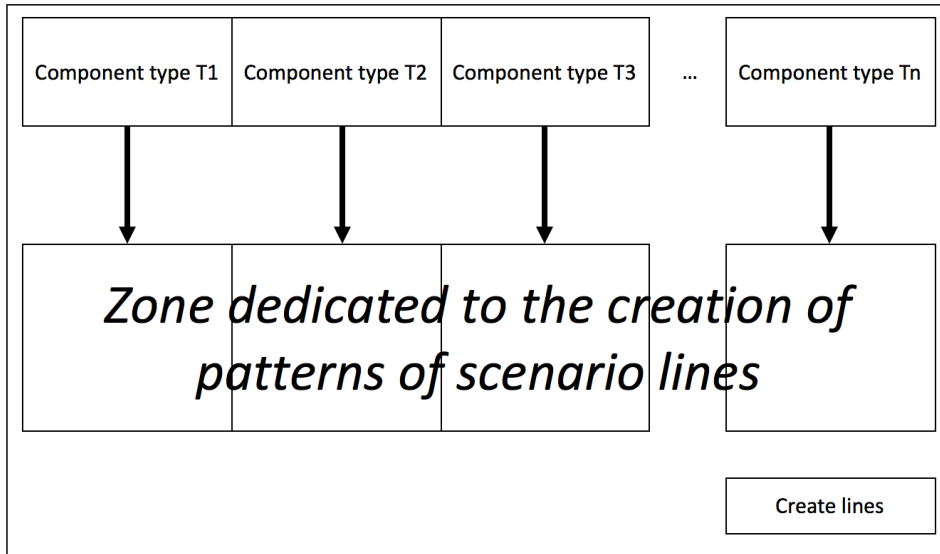 Component type T1 Component type T2 Component type T3 ... Component type Tn
Zone dedicated to the creation of
patterns of scenario lines
Create lines